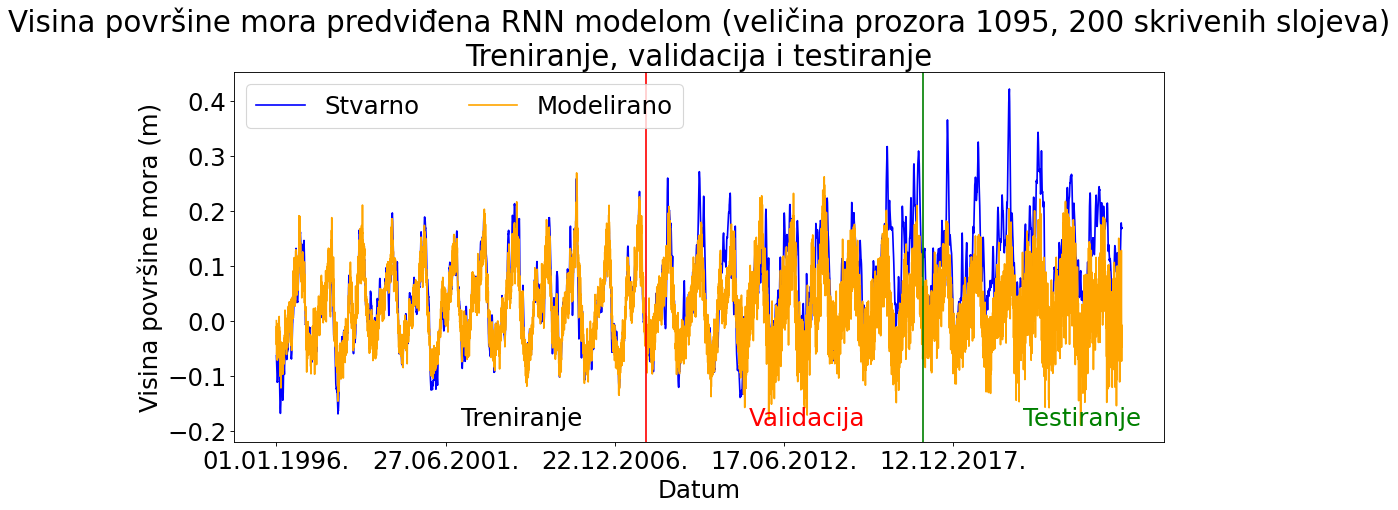 Visina površine mora predviđena RNN modelom (veličina prozora 1095, 200 skrivenih slojeva)
Treniranje, validacija i testiranje
Stvarno
Modelirano
Visina površine mora (m)
0.4
0.3
0.2
0.1
0.0
−0.1
−0.2
Treniranje
Validacija
Testiranje
01.01.1996.
27.06.2001.
22.12.2006.
17.06.2012.
12.12.2017.
Datum